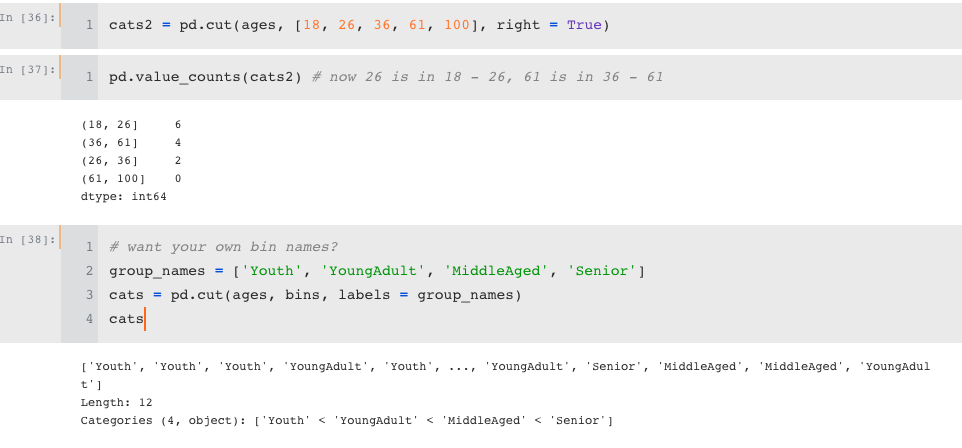 In [36]:
1 cats2 = pd.cut(ages, [18, 26, 36, 61, 100], right = True)
In [37]:
1 pd.value_counts(cats2) # now 26 is in 18 - 26, 61 is in 36 - 61
(18, 26]     6
(36, 61]     4
(26, 36]     2
(61, 100]    0
dtype: int64
In [38]:
1 # want your own bin names?
2 group_names = ['Youth', 'YoungAdult', 'MiddleAged', 'Senior']
3 cats = pd.cut(ages, bins, labels = group_names)
4 cats
['Youth', 'Youth', 'Youth', 'YoungAdult', 'Youth', ..., 'YoungAdult', 'Senior', 'MiddleAged', 'MiddleAged', 'YoungAdul
t']
Length: 12
Categories (4, object): ['Youth' < 'YoungAdult' < 'MiddleAged' < 'Senior']